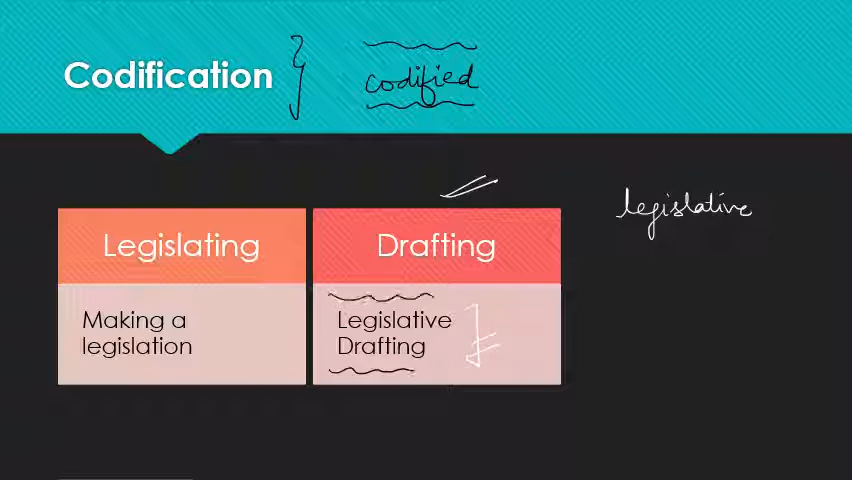 Codification
codified
legislative
Legislating
Drafting
Making a
legislation
Legislative
Drafting